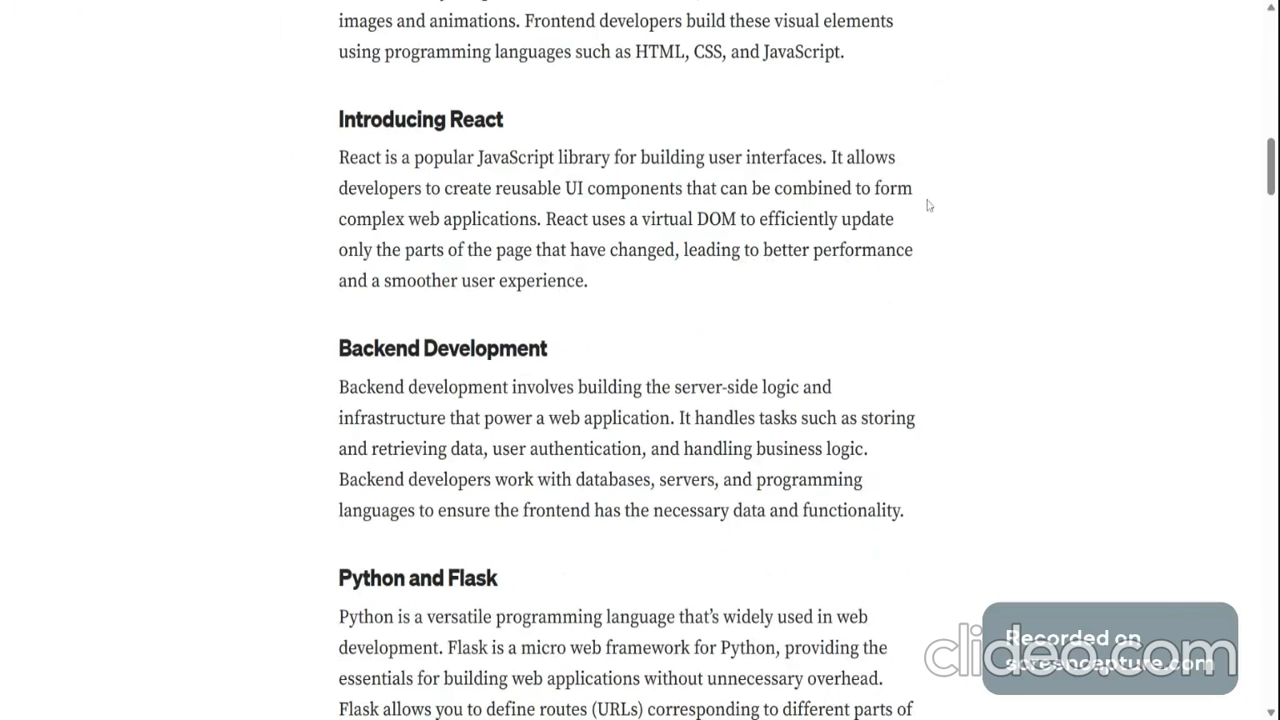 images and animations. Frontend developers build these visual elements
using programming languages such as HTML, CSS, and JavaScript.
Introducing React
React is a popular JavaScript library for building user interfaces. It allows
developers to create reusable UI components that can be combined to form
complex web applications. React uses a virtual DOM to efficiently update
only the parts of the page that have changed, leading to better performance
and a smoother user experience.
Backend Development
Backend development involves building the server-side logic and
infrastructure that power a web application. It handles tasks such as storing
and retrieving data, user authentication, and handling business logic.
Backend developers work with databases, servers, and programming
languages to ensure the frontend has the necessary data and functionality.
Python and Flask
Python is a versatile programming language that’s widely used in web
development. Flask is a micro web framework for Python, providing the
essentials for building web applications without unnecessary overhead.
Flask allows you to define routes (URLs) corresponding to different parts of
Recorded on
screencapture.com
clideo.com